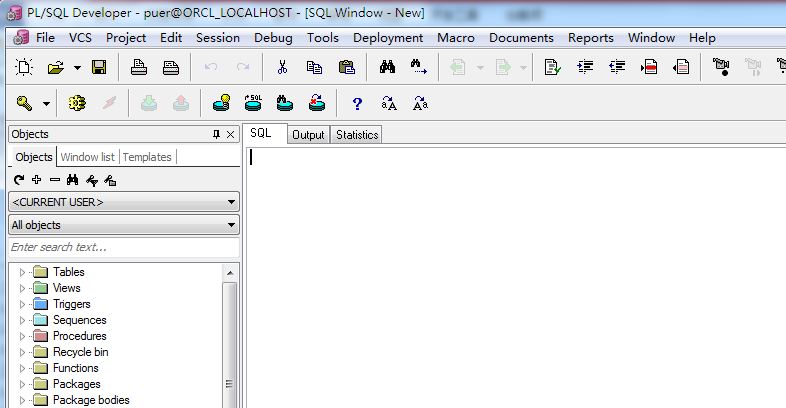 PL/SQL Developer - puer@ORCL_LOCALHOST - [SQL Window - New]
File VCS Project Edit Session Debug Tools Deployment Macro Documents Reports Window Help
Objects
SQL Output Statistics
Objects Window list Templates
<CURRENT USER>
All objects
Enter search text...
Tables
Views
Triggers
Sequences
Procedures
Recycle bin
Functions
Packages
Package bodies